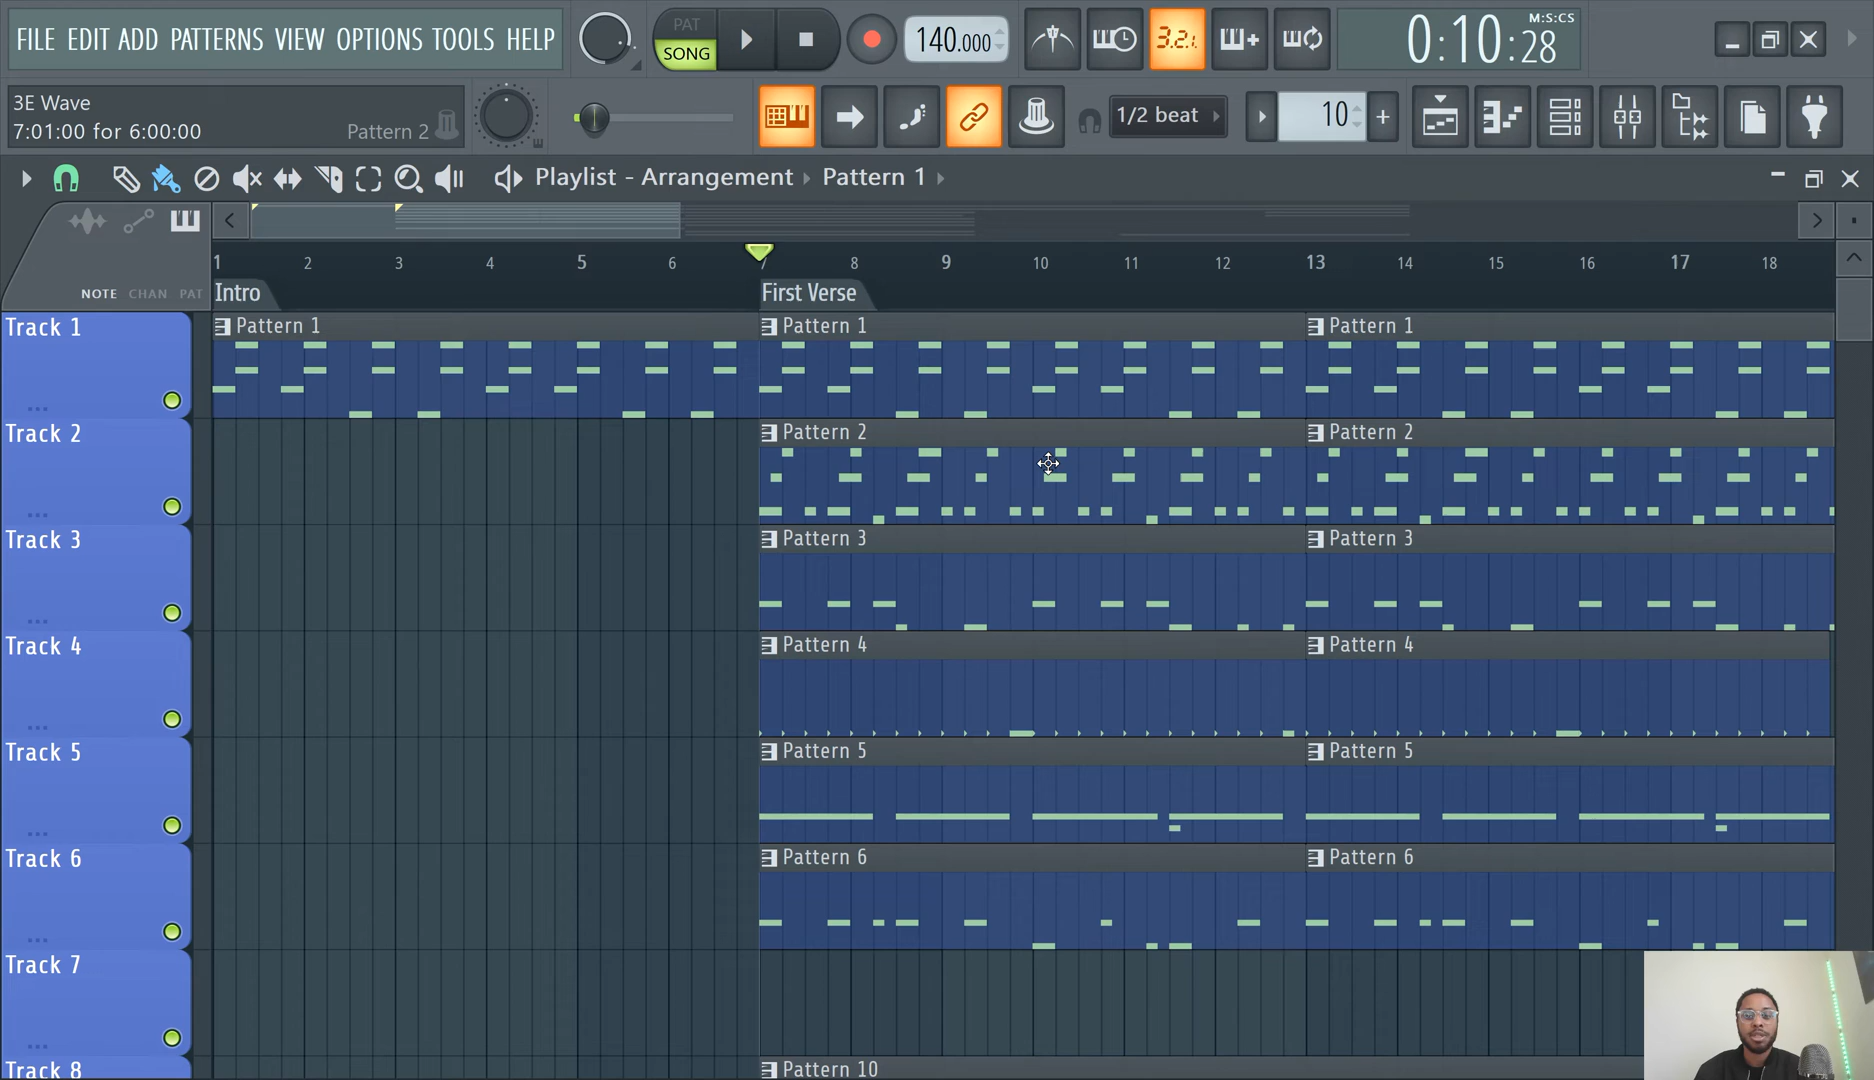 FILE EDIT ADD PATTERNS VIEW OPTIONS TOOLS HELP
PAT
SONG
140.000
3.2.1
M:S:CS
0:10:28
3E Wave
7:01:00 for 6:00:00
Pattern 2
1/2 beat
10
Playlist - Arrangement
Pattern 1
NOTE CHAN PAT
1 2 3 4 5 6 7 8 9 10 11 12 13 14 15 16 17 18
Intro
First Verse
Track 1
Pattern 1
Pattern 1
Pattern 1
Track 2
Pattern 2
Pattern 2
Track 3
Pattern 3
Pattern 3
Track 4
Pattern 4
Pattern 4
Track 5
Pattern 5
Pattern 5
Track 6
Pattern 6
Pattern 6
Track 7
Track 8
Pattern 10